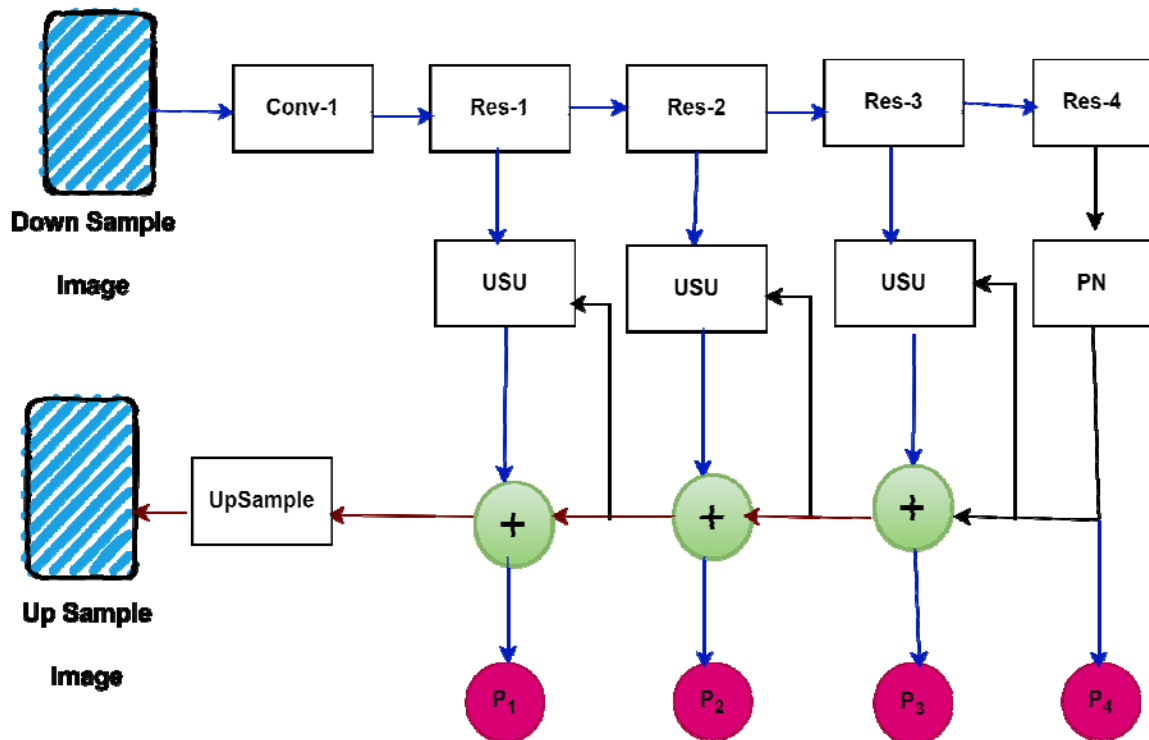 Conv-1
Res-1
Res-2
Res-3
Res-4
Down Sample
Image
USU
USU
USU
PN
UpSample
+
+
+
Up Sample
Image
P1
P2
P3
P4